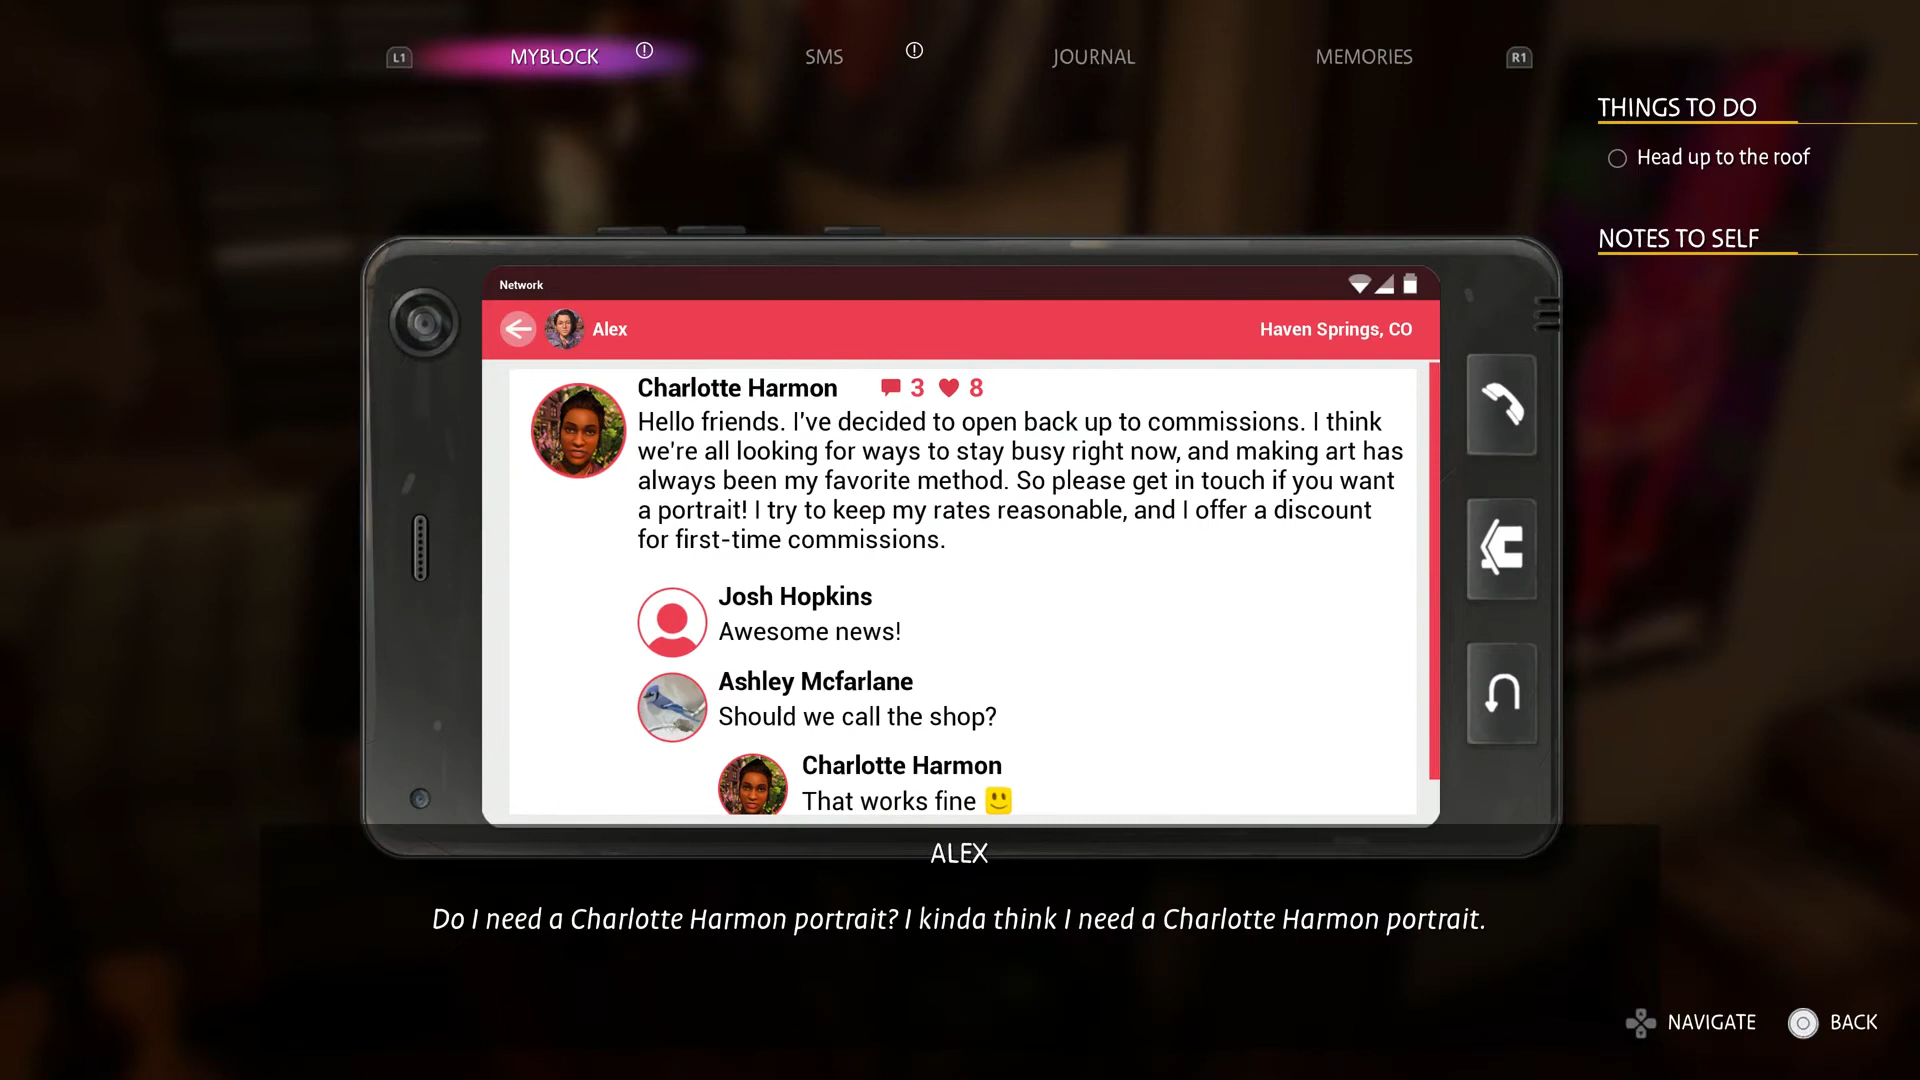 L1
MYBLOCK
SMS
JOURNAL
MEMORIES
R1
THINGS TO DO
Head up to the roof
NOTES TO SELF
Network
Alex
Haven Springs, CO
Charlotte Harmon 3 8
Hello friends. I've decided to open back up to commissions. I think
we're all looking for ways to stay busy right now, and making art has
always been my favorite method. So please get in touch if you want
a portrait! I try to keep my rates reasonable, and I offer a discount
for first-time commissions.
Josh Hopkins
Awesome news!
Ashley Mcfarlane
Should we call the shop?
Charlotte Harmon
That works fine
ALEX
Do I need a Charlotte Harmon portrait? I kinda think I need a Charlotte Harmon portrait.
NAVIGATE
BACK